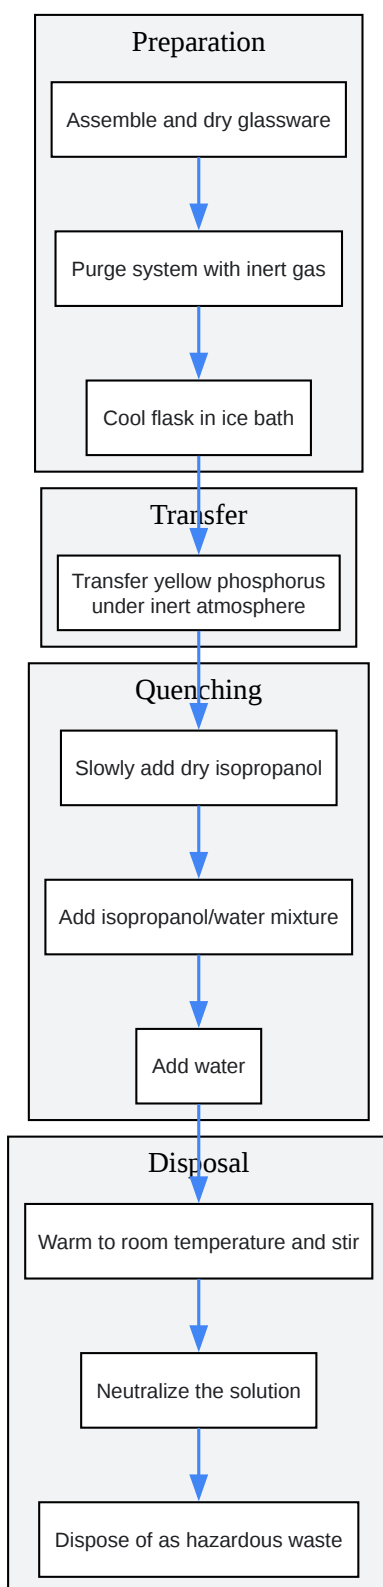 Preparation
Assemble and dry glassware
Purge system with inert gas
Cool flask in ice bath
Transfer
Transfer yellow phosphorus
under inert atmosphere
Quenching
Slowly add dry isopropanol
Add isopropanol/water mixture
Add water
Disposal
Warm to room temperature and stir
Neutralize the solution
Dispose of as hazardous waste